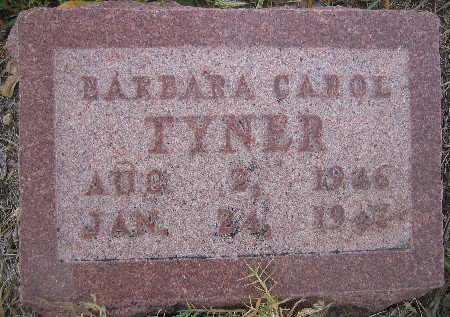 BARBARA CAROL
TYNER
AUG. 2, 1946
JAN. 24, 1947